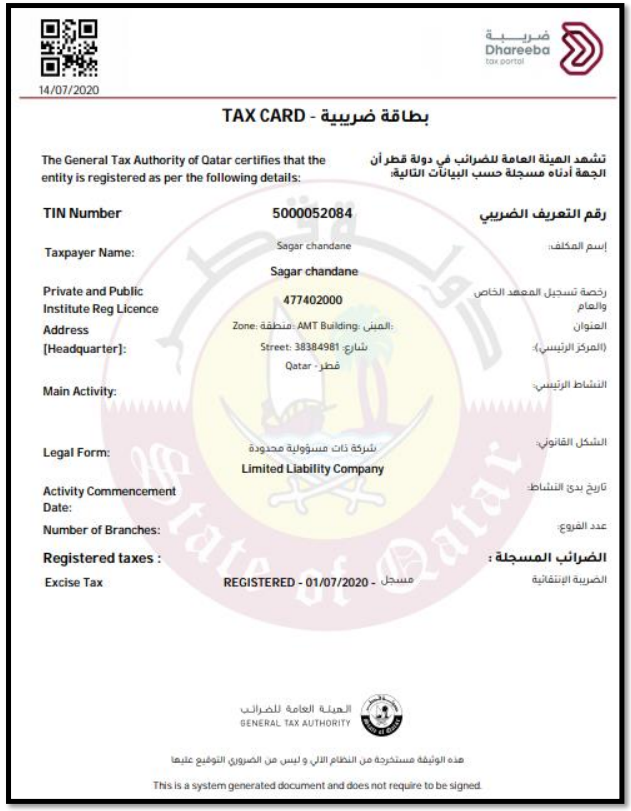 ضريبة
Dhareeba
tax portal
14/07/2020
TAX CARD - بطاقة ضريبية
The General Tax Authority of Qatar certifies that the
entity is registered as per the following details:
تشهد الهيئة العامة للضرائب في دولة قطر أن
الجهة أدناه مسجلة حسب البيانات التالية:
TIN Number 5000052084 رقم التعريف الضريبي
Taxpayer Name: Sagar chandane إسم المكلف:
Sagar chandane
Private and Public
Institute Reg Licence 477402000 رخصة تسجيل المعهد الخاص
والعام
Address Zone: منطقة: AMT Building: المبنى: العنوان
[Headquarter]: Street: 38384981 شارع: (المركز الرئيسي):
Qatar - قطر
Main Activity: النشاط الرئيسي:
Legal Form: شركة ذات مسؤولية محدودة الشكل القانوني:
Limited Liability Company
Activity Commencement
Date: تاريخ بدئ النشاط:
Number of Branches: عدد الفروع:
Registered taxes : الضرائب المسجلة :
Excise Tax REGISTERED - 01/07/2020 - مسجل الضريبة الإنتقائية
دولة قطر
State of Qatar
الهيئة العامة للضرائب
GENERAL TAX AUTHORITY
هذه الوثيقة مستخرجة من النظام الآلي و ليس من الضروري التوقيع عليها
This is a system generated document and does not require to be signed.